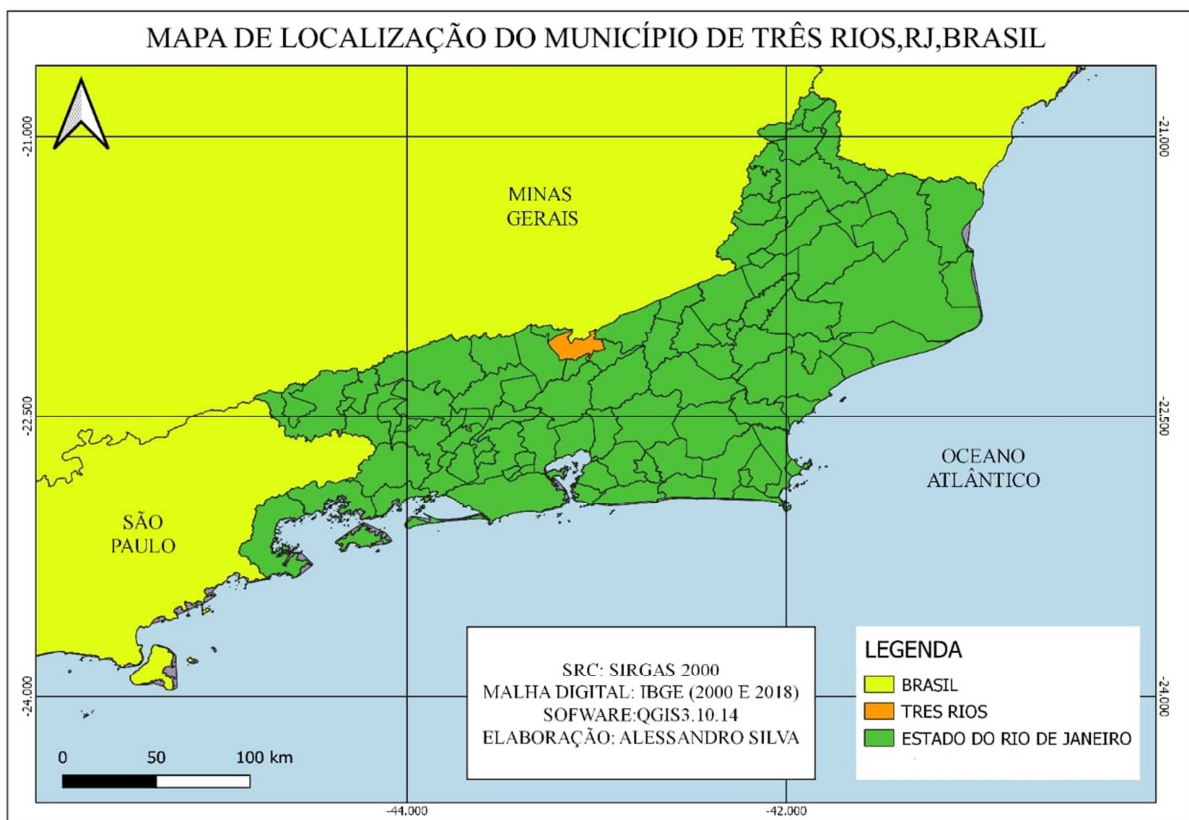 MAPA DE LOCALIZAÇÃO DO MUNICÍPIO DE TRÊS RIOS,RJ,BRASIL
-21.000
-21.000
MINAS
GERAIS
-22.500
-22.500
OCEANO
ATLÂNTICO
SÃO
PAULO
SRC: SIRGAS 2000
MALHA DIGITAL: IBGE (2000 E 2018)
SOFWARE:QGIS3.10.14
ELABORAÇÃO: ALESSANDRO SILVA
LEGENDA
BRASIL
TRES RIOS
ESTADO DO RIO DE JANEIRO
-24.000
-24.000
0 50 100 km
-44.000
-42.000